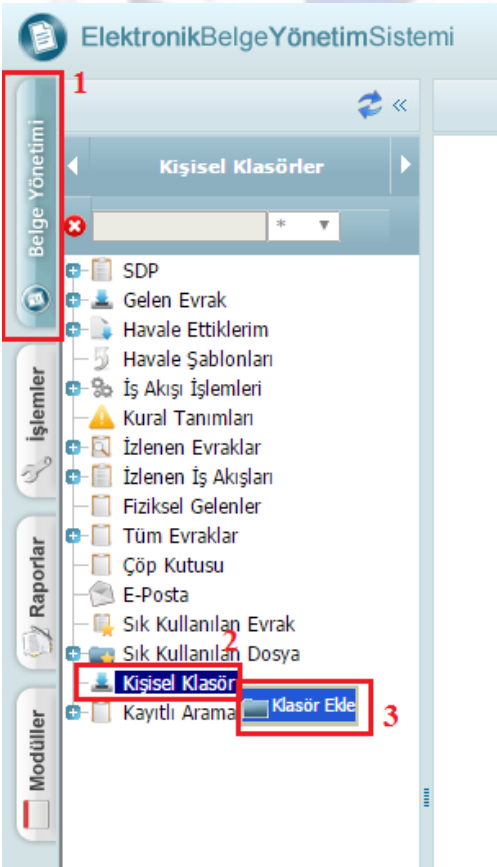 ElektronikBelgeYönetimSistemi
1
Belge Yönetimi
«
Kişisel Klasörler
*
SDP
Gelen Evrak
Havale Ettiklerim
Havale Şablonları
İş Akışı İşlemleri
Kural Tanımları
İzlenen Evraklar
İzlenen İş Akışları
Fiziksel Gelenler
Tüm Evraklar
Çöp Kutusu
E-Posta
Sık Kullanılan Evrak
2
Sık Kullanılan Dosya
Kişisel Klasör
Klasör Ekle
3
Kayıtlı Arama
İşlemler
Raporlar
Modüller